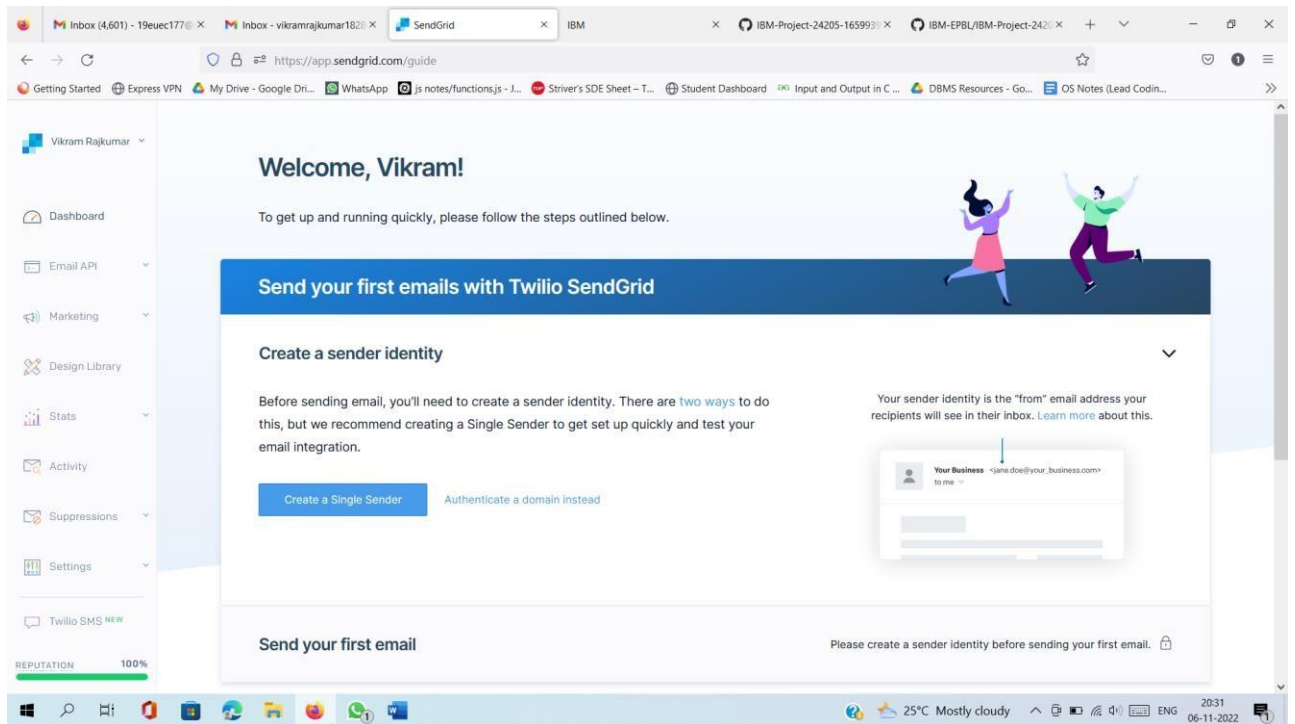 Inbox (4,601) - 19euec177@
Inbox - vikramrajkumar1828
SendGrid
IBM
IBM-Project-24205-1659939
IBM-EPBL/IBM-Project-2420
https://app.sendgrid.com/guide
1
Getting Started
Express VPN
My Drive - Google Dri...
WhatsApp
js notes/functions.js - J...
Striver's SDE Sheet – T...
Student Dashboard
Input and Output in C ...
DBMS Resources - Go...
OS Notes (Lead Codin...
Vikram Rajkumar
Dashboard
Email API
Marketing
Design Library
Stats
Activity
Suppressions
Settings
Twilio SMS NEW
REPUTATION 100%
Welcome, Vikram!
To get up and running quickly, please follow the steps outlined below.
Send your first emails with Twilio SendGrid
Create a sender identity
Before sending email, you'll need to create a sender identity. There are two ways to do
this, but we recommend creating a Single Sender to get set up quickly and test your
email integration.
Create a Single Sender
Authenticate a domain instead
Your sender identity is the "from" email address your
recipients will see in their inbox. Learn more about this.
Your Business <jane.doe@your_business.com>
to me
Send your first email
Please create a sender identity before sending your first email.
25°C Mostly cloudy
ENG
20:31
06-11-2022